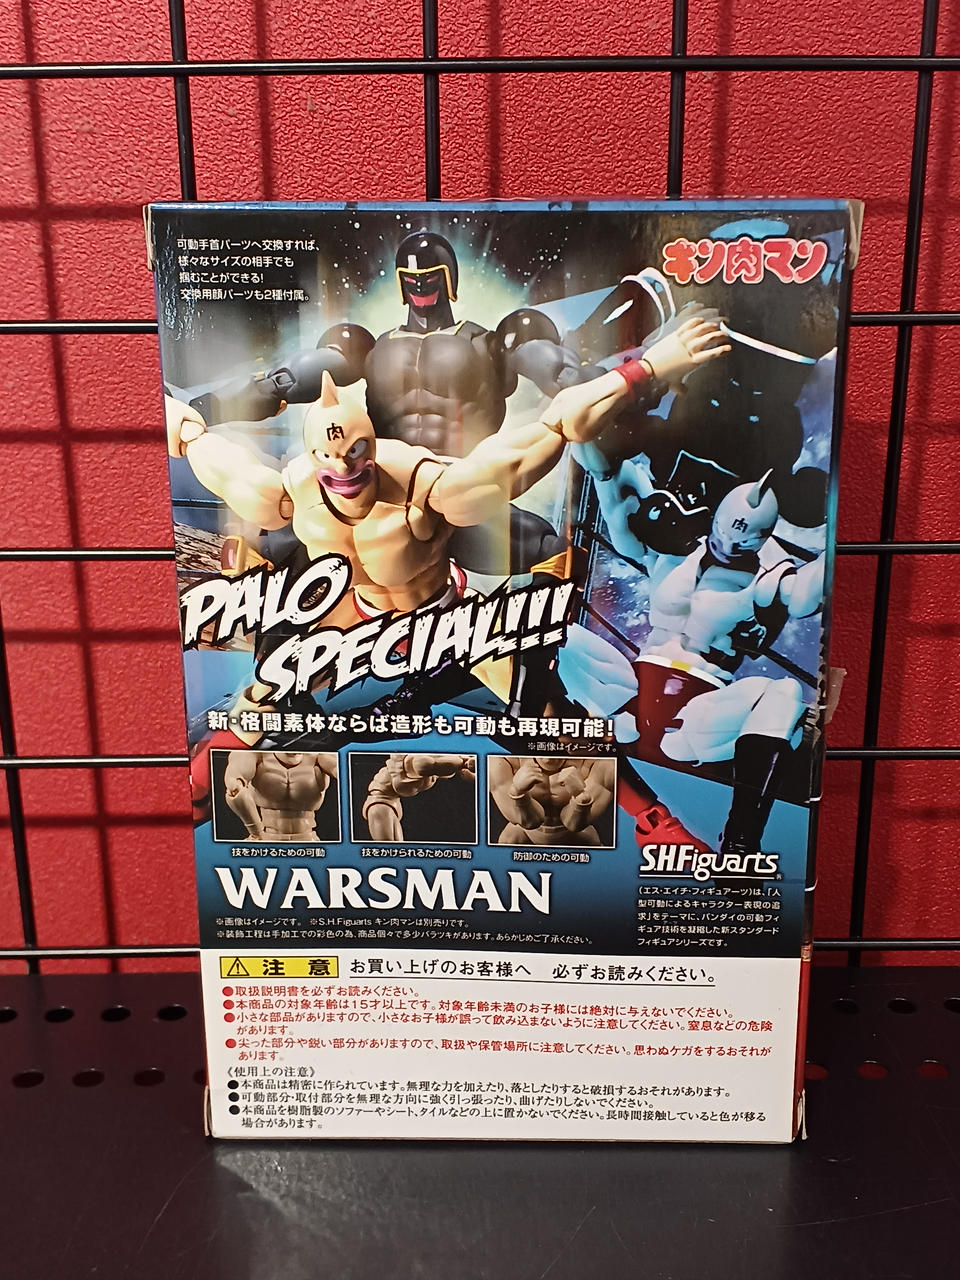 可動手首パーツへ交換すれば、
様々なサイズの相手でも
掴むことができる!
交換用顔パーツも2種付属。
キン肉マン
肉
肉
PALO
SPECIAL!!!
新・格闘素体ならば造形も可動も再現可能!
※画像はイメージです。
技をかけるための可動
技をかけられるための可動
防御のための可動
WARSMAN
※画像はイメージです。 ※S.H.Figuarts キン肉マンは別売りです。
※装飾工程は手加工での彩色の為、商品個々で多少バラツキがあります。あらかじめご了承ください。
S.H.Figuarts®
(エス・エイチ・フィギュアーツ)は、「人
型可動によるキャラクター表現の追
求」をテーマに、バンダイの可動フィ
ギュア技術を凝縮した新スタンダード
フィギュアシリーズです。
⚠ 注 意 お買い上げのお客様へ 必ずお読みください。
●取扱説明書を必ずお読みください。
●本商品の対象年齢は15才以上です。対象年齢未満のお子様には絶対に与えないでください。
●小さな部品がありますので、小さなお子様が誤って飲み込まないように注意してください。窒息などの危険
があります。
●尖った部分や鋭い部分がありますので、取扱や保管場所に注意してください。思わぬケガをするおそれが
あります。
《使用上の注意》
●本商品は精密に作られています。無理な力を加えたり、落としたりすると破損するおそれがあります。
●可動部分・取付部分を無理な方向に強く引っ張ったり、曲げたりしないでください。
●本商品を樹脂製のソファーやシート、タイルなどの上に置かないでください。長時間接触していると色が移る
場合があります。